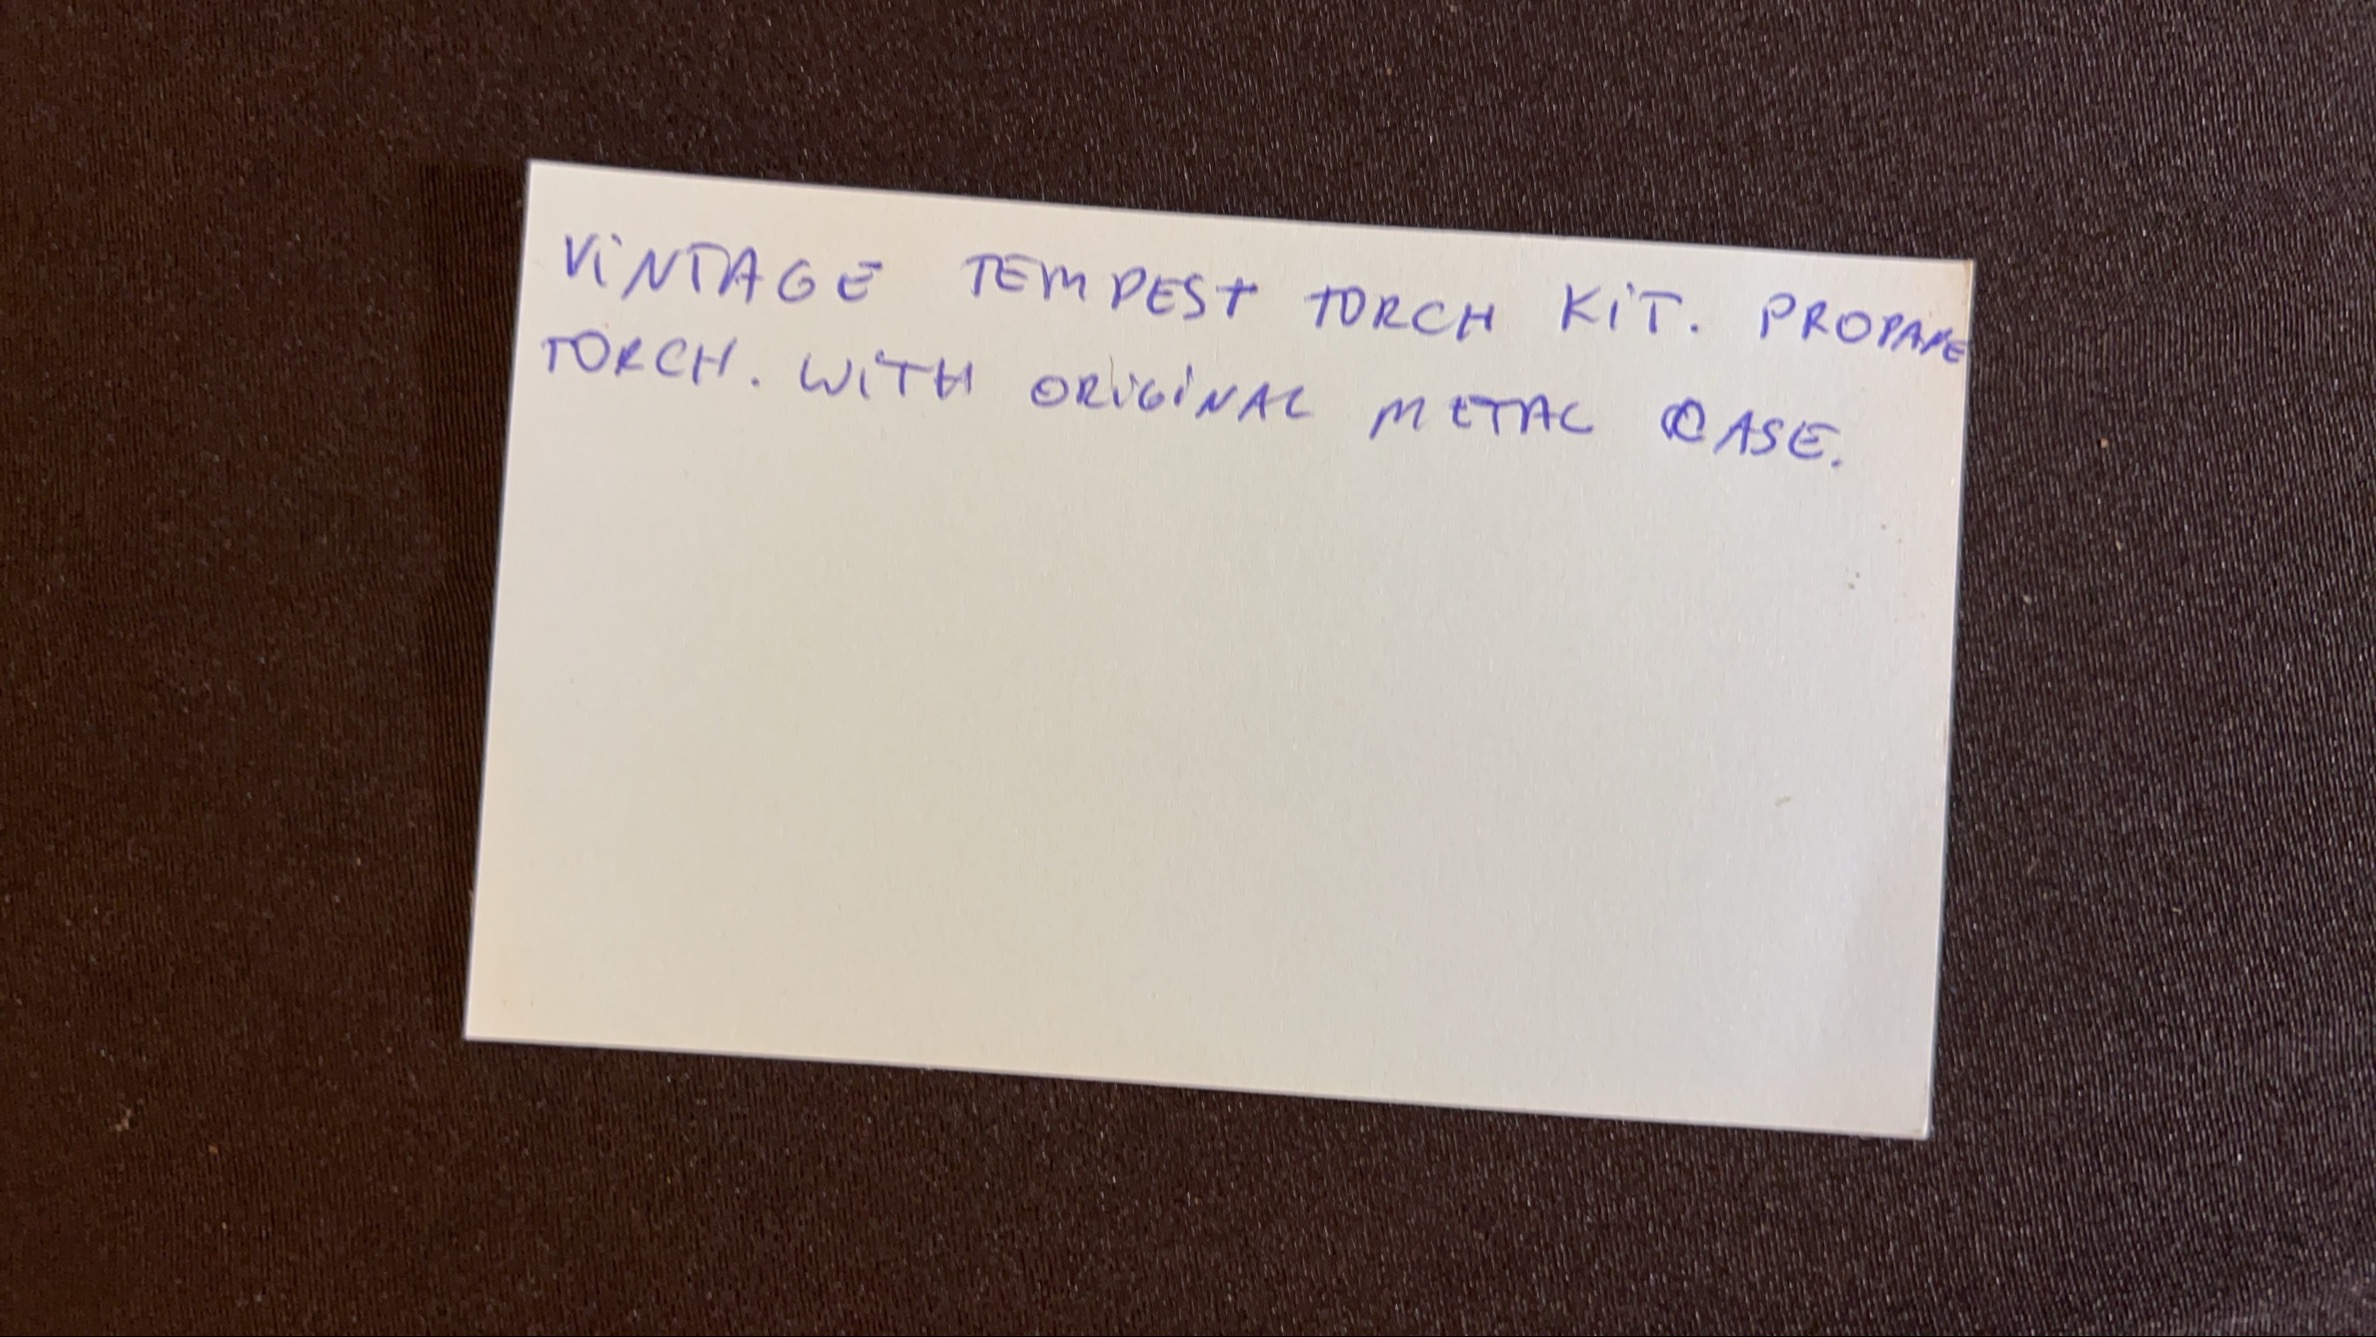 VINTAGE TEMPEST TORCH KIT. PROPANE
TORCH. WITH ORIGINAL METAL CASE.